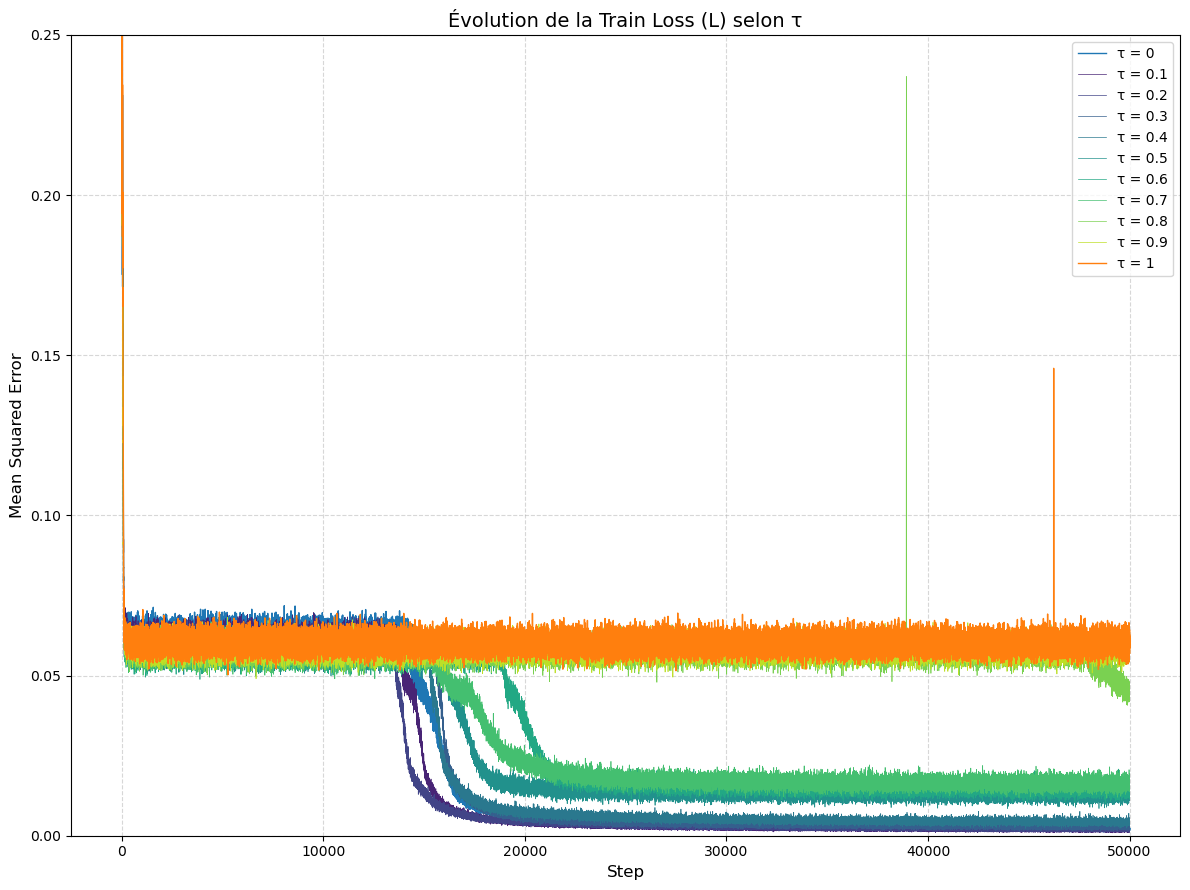 Évolution de la Train Loss (L) selon τ
Mean Squared Error
0.25
0.20
0.15
0.10
0.05
0.00
τ = 0
τ = 0.1
τ = 0.2
τ = 0.3
τ = 0.4
τ = 0.5
τ = 0.6
τ = 0.7
τ = 0.8
τ = 0.9
τ = 1
0 10000 20000 30000 40000 50000
Step